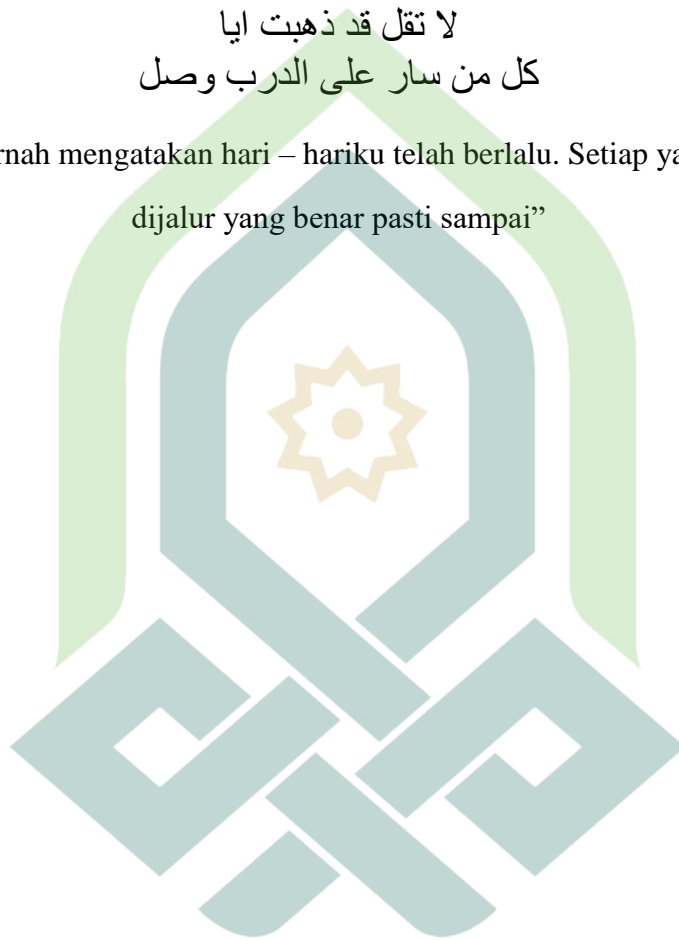 لا تقل قد ذهبت ايا
كل من سار على الدرب وصل
rnah mengatakan hari – hariku telah berlalu. Setiap ya
dijalur yang benar pasti sampai”